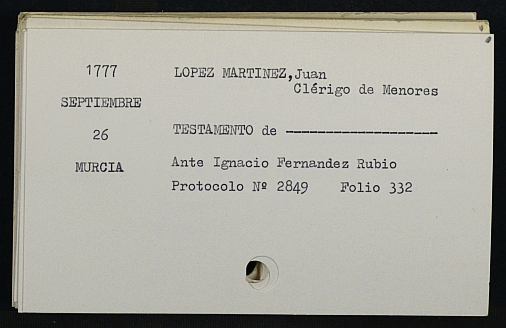 1777
SEPTIEMBRE
26
MURCIA
LOPEZ MARTINEZ,Juan
Clérigo de Menores
TESTAMENTO de -------------------
Ante Ignacio Fernandez Rubio
Protocolo Nº 2849 Folio 332